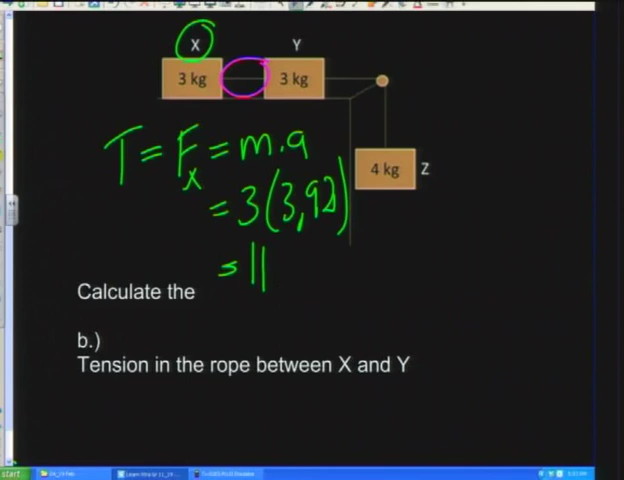 X Y
3 kg 3 kg
4 kg Z
T = Fx = m.a
= 3(3,92)
= 11
Calculate the
b.)
Tension in the rope between X and Y
start